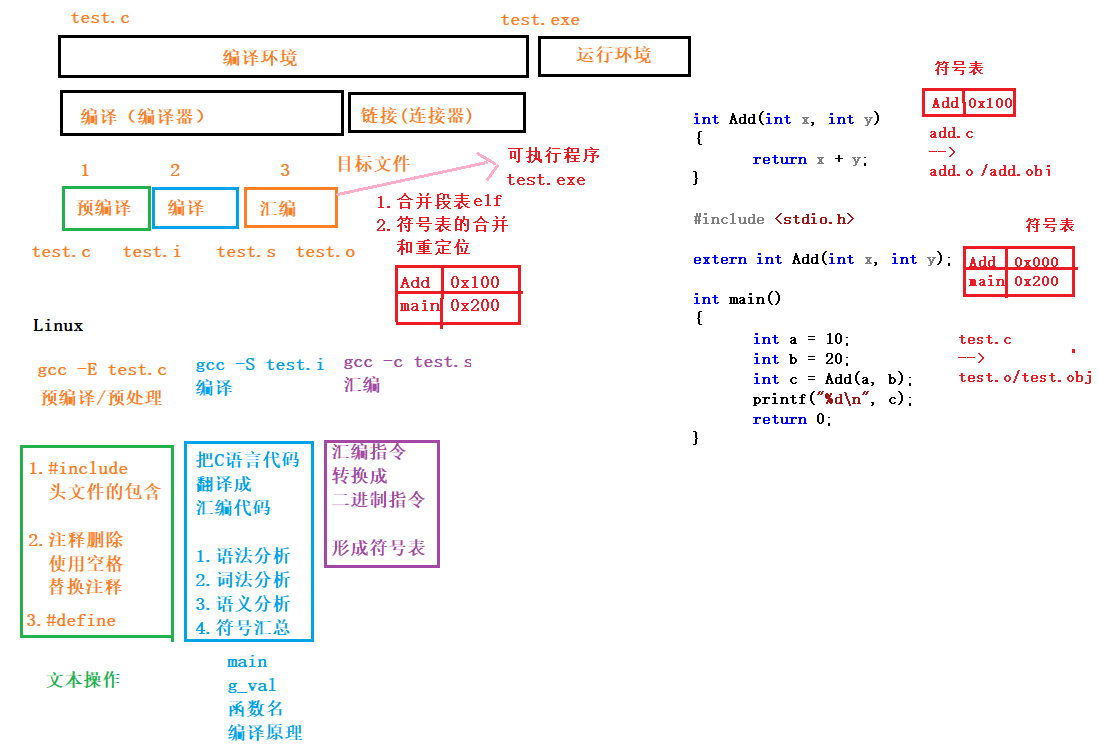 test.c
test.exe
编译环境
运行环境
编译（编译器）
链接(连接器)
1
2
3
目标文件
预编译
编译
汇编
test.c
test.i
test.s
test.o
可执行程序
test.exe
1.合并段表elf
2.符号表的合并
和重定位
Add 0x100
main 0x200
Linux
gcc -E test.c
预编译/预处理
gcc -S test.i
编译
gcc -c test.s
汇编
1.#include
头文件的包含
2.注释删除
使用空格
替换注释
3.#define
文本操作
把C语言代码
翻译成
汇编代码
1.语法分析
2.词法分析
3.语义分析
4.符号汇总
main
g_val
函数名
编译原理
汇编指令
转换成
二进制指令
形成符号表
int Add(int x, int y)
{
return x + y;
}
#include <stdio.h>
extern int Add(int x, int y);
int main()
{
int a = 10;
int b = 20;
int c = Add(a, b);
printf("%d\n", c);
return 0;
}
符号表
Add 0x100
add.c
-->
add.o /add.obi
符号表
Add 0x000
main 0x200
test.c
-->
test.o/test.obj